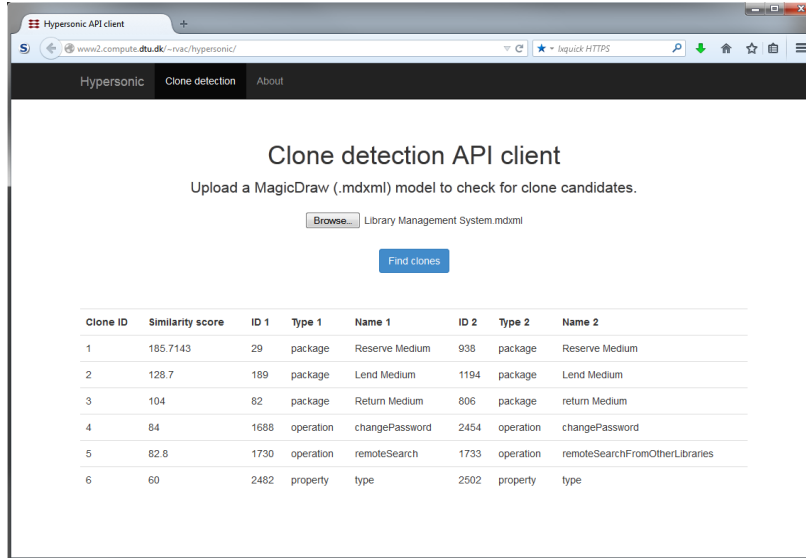 Hypersonic API client
www2.compute.dtu.dk/~rvac/hypersonic/
Ixquick HTTPS
Hypersonic Clone detection About
Clone detection API client
Upload a MagicDraw (.mdxml) model to check for clone candidates.
Browse... Library Management System.mdxml
Find clones
Clone ID Similarity score ID 1 Type 1 Name 1 ID 2 Type 2 Name 2
1 185.7143 29 package Reserve Medium 938 package Reserve Medium
2 128.7 189 package Lend Medium 1194 package Lend Medium
3 104 82 package Return Medium 806 package return Medium
4 84 1688 operation changePassword 2454 operation changePassword
5 82.8 1730 operation remoteSearch 1733 operation remoteSearchFromOtherLibraries
6 60 2482 property type 2502 property type